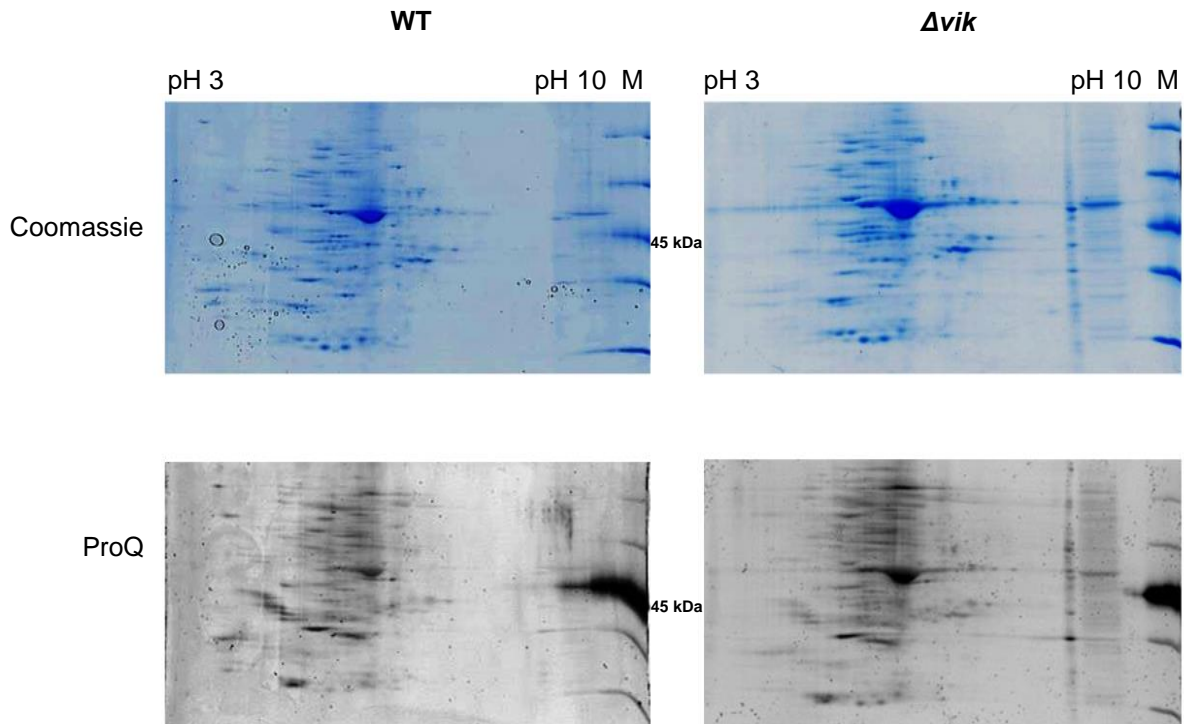 WT Δvik
pH 3 pH 10 M pH 3 pH 10 M
Coomassie
45 kDa
ProQ
45 kDa